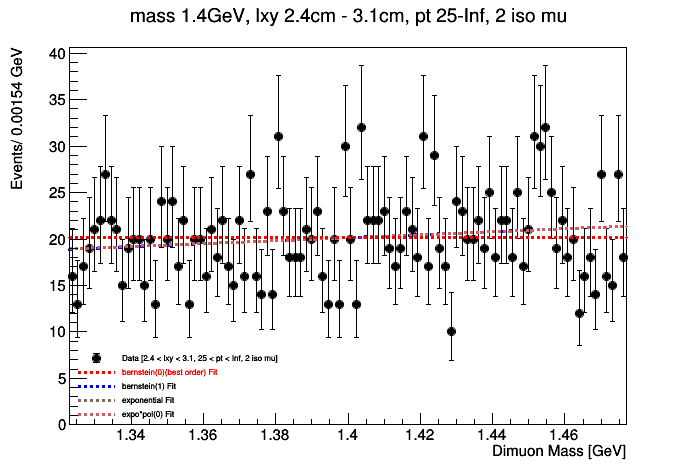 mass 1.4GeV, lxy 2.4cm - 3.1cm, pt 25-Inf, 2 iso mu
Events/ 0.00154 GeV
40
35
30
25
20
15
10
5
0
Data [2.4 < lxy < 3.1, 25 < pt < Inf, 2 iso mu]
bernstein(0)(best order) Fit
bernstein(1) Fit
exponential Fit
expo*pol(0) Fit
1.34 1.36 1.38 1.4 1.42 1.44 1.46
Dimuon Mass [GeV]